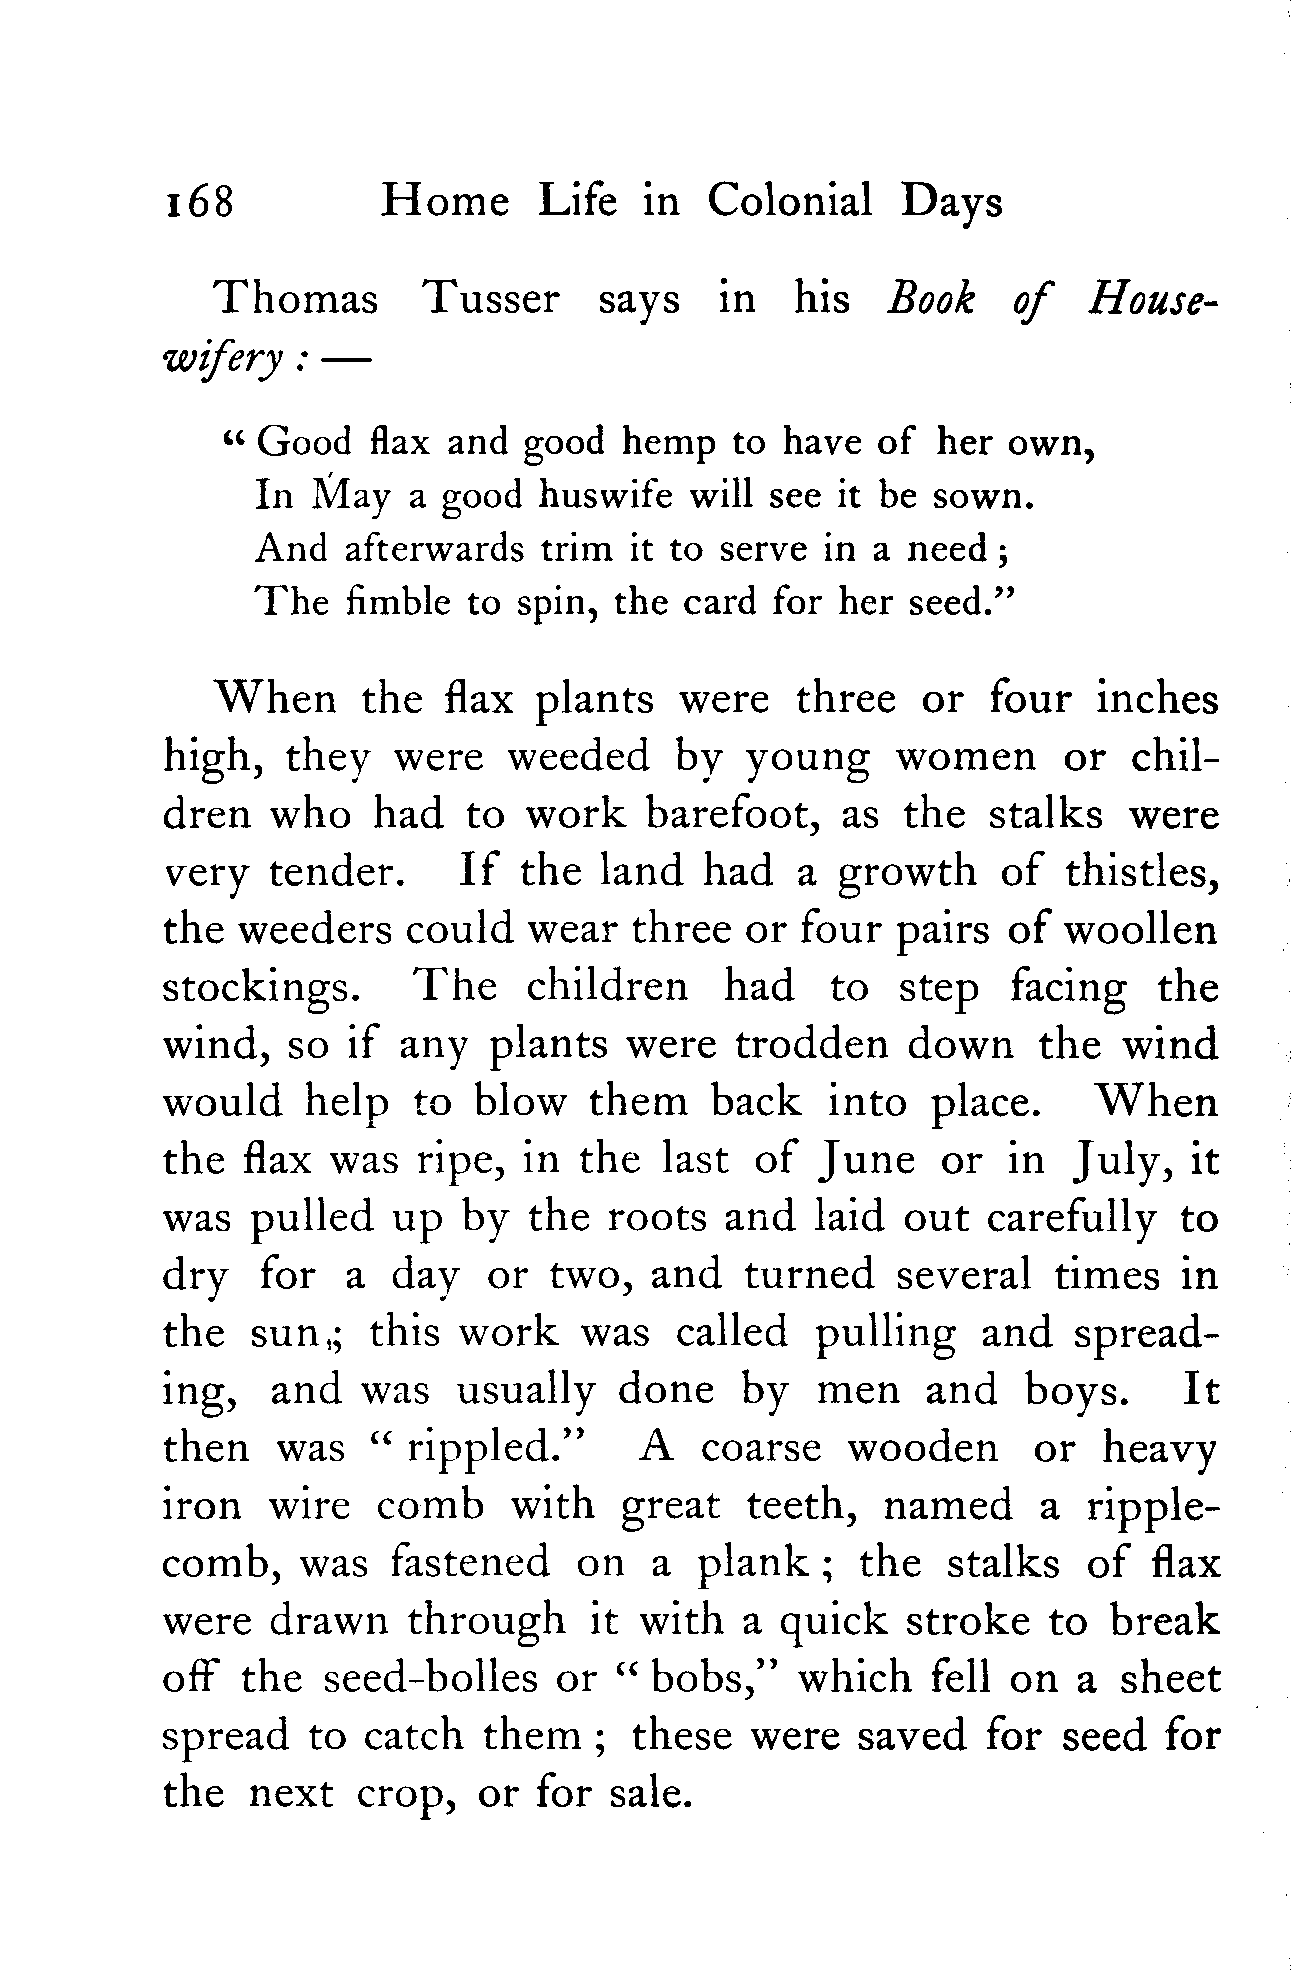 168 Home Life in Colonial Days
Thomas Tusser says in his Book of House-
wifery : —
“ Good flax and good hemp to have of her own,
In May a good huswife will see it be sown.
And afterwards trim it to serve in a need ;
The fimble to spin, the card for her seed.”
When the flax plants were three or four inches
high, they were weeded by young women or chil-
dren who had to work barefoot, as the stalks were
very tender. If the land had a growth of thistles,
the weeders could wear three or four pairs of woollen
stockings. The children had to step facing the
wind, so if any plants were trodden down the wind
would help to blow them back into place. When
the flax was ripe, in the last of June or in July, it
was pulled up by the roots and laid out carefully to
dry for a day or two, and turned several times in
the sun; this work was called pulling and spread-
ing, and was usually done by men and boys. It
then was “ rippled.” A coarse wooden or heavy
iron wire comb with great teeth, named a ripple-
comb, was fastened on a plank ; the stalks of flax
were drawn through it with a quick stroke to break
off the seed-bolles or “ bobs,” which fell on a sheet
spread to catch them ; these were saved for seed for
the next crop, or for sale.